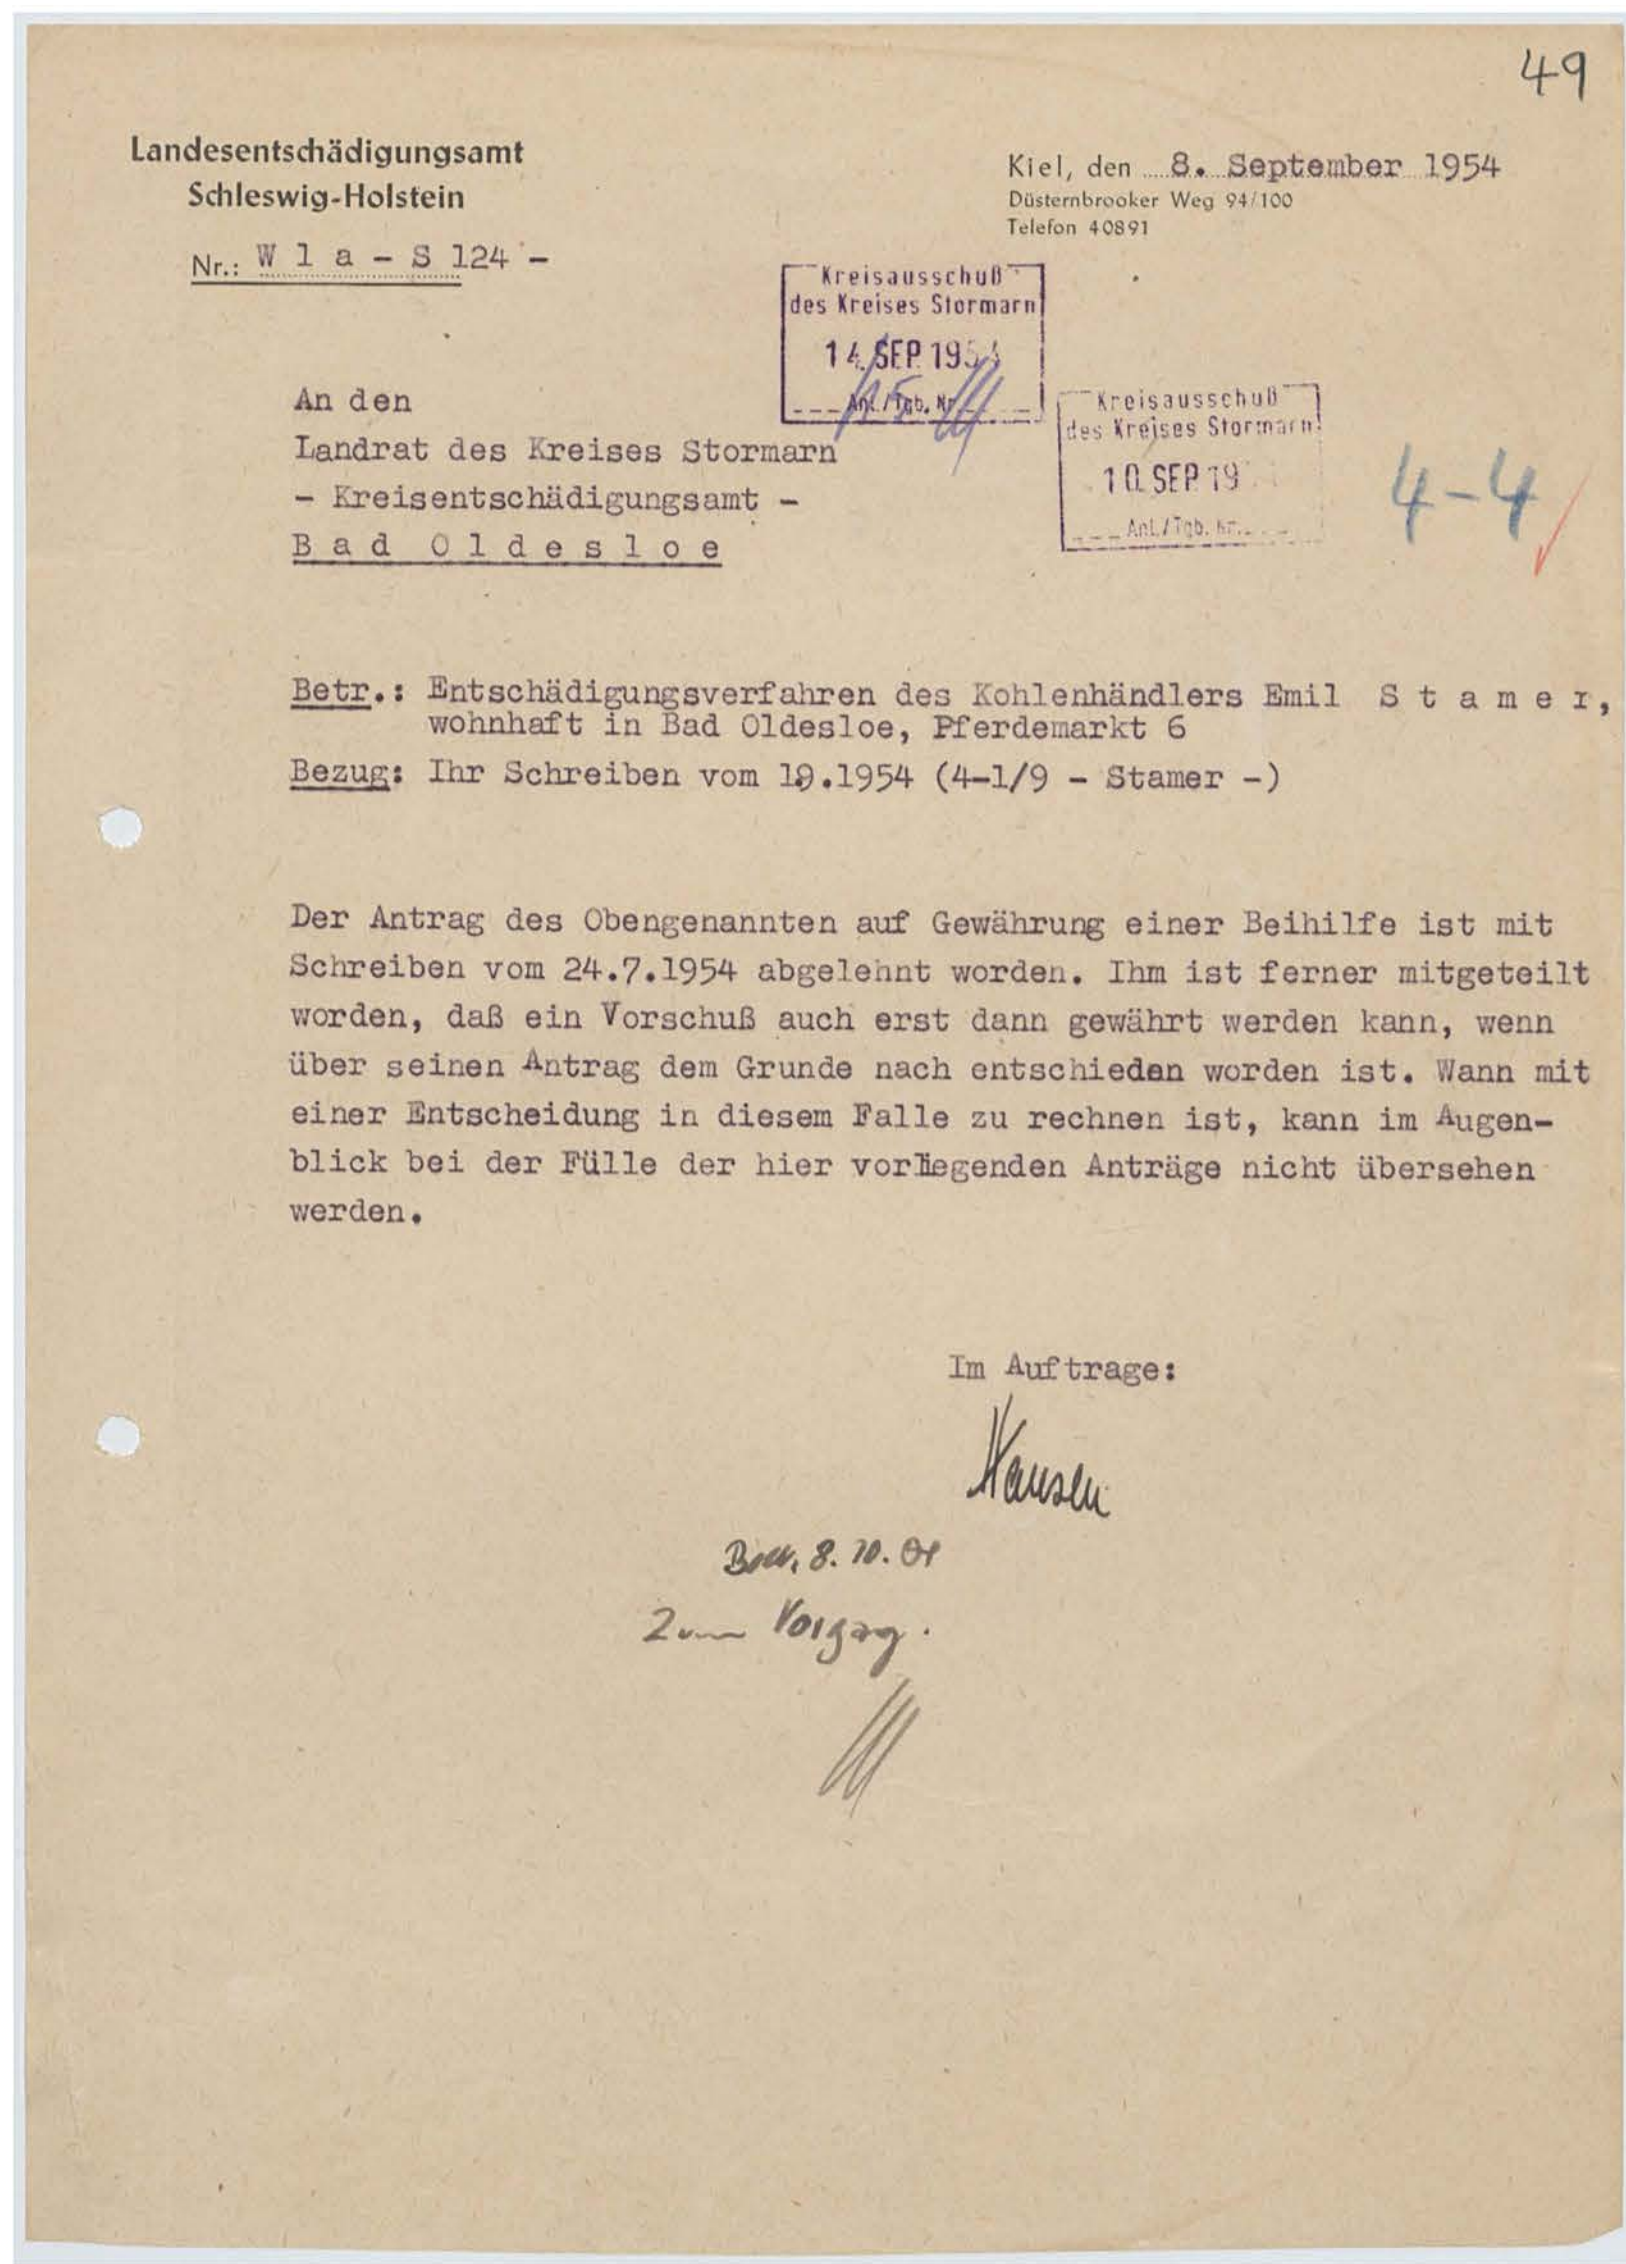 49
Landesentschädigungsamt
Schleswig-Holstein
Nr.: W 1 a - S 124 -
Kiel, den 8. September 1954
Düsternbrooker Weg 94/100
Telefon 40891
Kreisausschuß
des Kreises Stormarn
14. SEP. 1954
Anl./Tgb. Nr.
Kreisausschuß
des Kreises Stormarn
10. SEP. 19
Anl./Tgb. Nr.
4-4
An den
Landrat des Kreises Stormarn
- Kreisentschädigungsamt -
B a d O l d e s l o e
Betr.: Entschädigungsverfahren des Kohlenhändlers Emil S t a m e r,
wohnhaft in Bad Oldesloe, Pferdemarkt 6
Bezug: Ihr Schreiben vom 19.1954 (4-1/9 - Stamer -)
Der Antrag des Obengenannten auf Gewährung einer Beihilfe ist mit
Schreiben vom 24.7.1954 abgelehnt worden. Ihm ist ferner mitgeteilt
worden, daß ein Vorschuß auch erst dann gewährt werden kann, wenn
über seinen Antrag dem Grunde nach entschieden worden ist. Wann mit
einer Entscheidung in diesem Falle zu rechnen ist, kann im Augen-
blick bei der Fülle der hier vorliegenden Anträge nicht übersehen
werden.
Im Auftrage:
Hansen
8. 10.
Zum Vorgang.